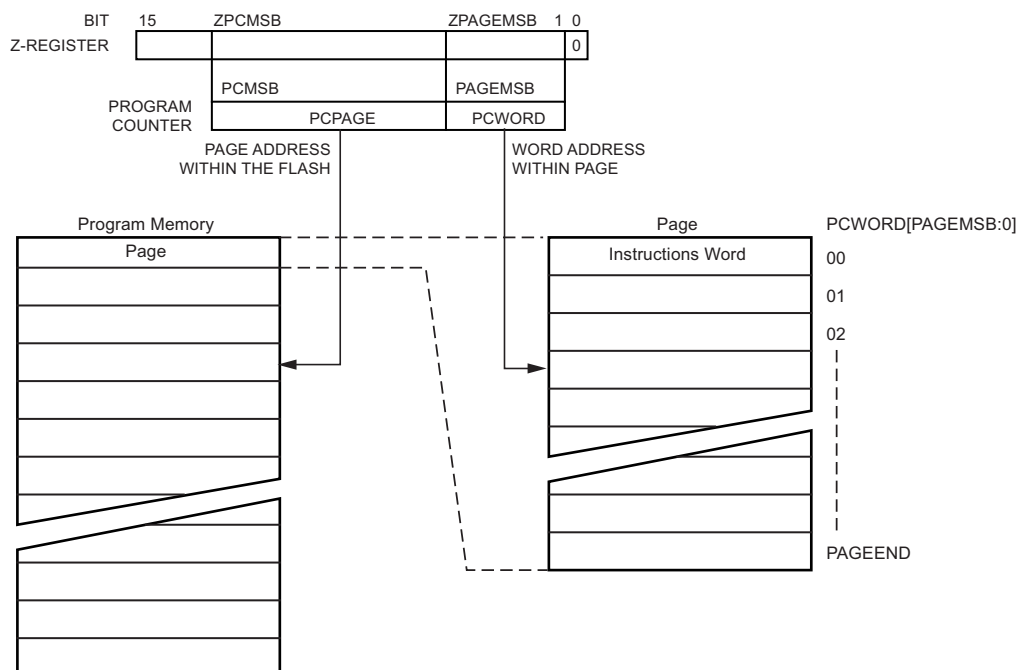 BIT 15 ZPCMSB ZPAGEMSB 1 0
Z-REGISTER 0
PCMSB PAGEMSB
PROGRAM
COUNTER
PCPAGE PCWORD
PAGE ADDRESS
WITHIN THE FLASH
WORD ADDRESS
WITHIN PAGE
Program Memory
Page
Page
Instructions Word
PCWORD[PAGEMSB:0]
00
01
02
PAGEEND